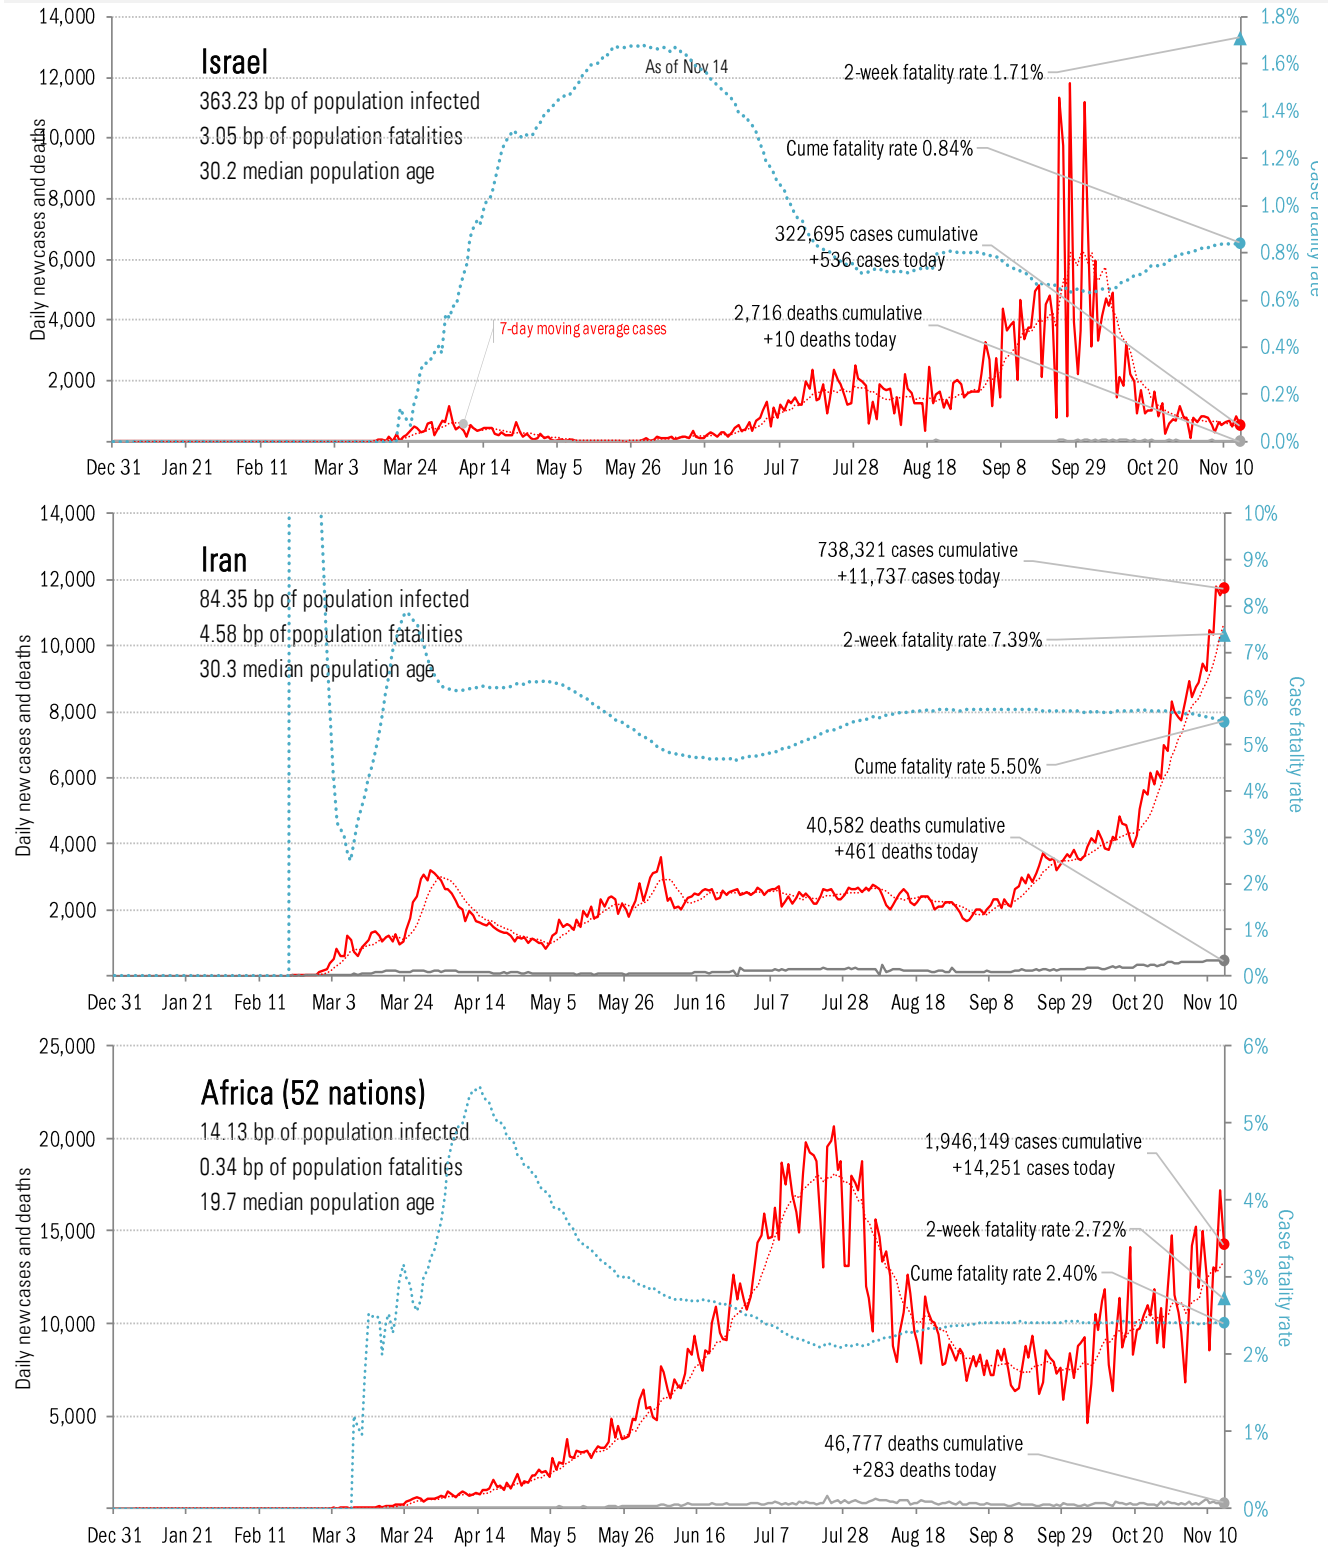 14,000
12,000
10,000
8,000
6,000
4,000
2,000
Daily new cases and deaths
Israel
363.23 bp of population infected
3.05 bp of population fatalities
30.2 median population age
As of Nov 14
2-week fatality rate 1.71%
Cume fatality rate 0.84%
322,695 cases cumulative
+536 cases today
2,716 deaths cumulative
+10 deaths today
7-day moving average cases
1.8%
1.6%
1.4%
1.2%
1.0%
0.8%
0.6%
0.4%
0.2%
0.0%
Case fatality rate
Dec 31 Jan 21 Feb 11 Mar 3 Mar 24 Apr 14 May 5 May 26 Jun 16 Jul 7 Jul 28 Aug 18 Sep 8 Sep 29 Oct 20 Nov 10
14,000
12,000
10,000
8,000
6,000
4,000
2,000
Daily new cases and deaths
Iran
84.35 bp of population infected
4.58 bp of population fatalities
30.3 median population age
738,321 cases cumulative
+11,737 cases today
2-week fatality rate 7.39%
Cume fatality rate 5.50%
40,582 deaths cumulative
+461 deaths today
10%
9%
8%
7%
6%
5%
4%
3%
2%
1%
0%
Case fatality rate
Dec 31 Jan 21 Feb 11 Mar 3 Mar 24 Apr 14 May 5 May 26 Jun 16 Jul 7 Jul 28 Aug 18 Sep 8 Sep 29 Oct 20 Nov 10
25,000
20,000
15,000
10,000
5,000
Daily new cases and deaths
Africa (52 nations)
14.13 bp of population infected
0.34 bp of population fatalities
19.7 median population age
1,946,149 cases cumulative
+14,251 cases today
2-week fatality rate 2.72%
Cume fatality rate 2.40%
46,777 deaths cumulative
+283 deaths today
6%
5%
4%
3%
2%
1%
0%
Case fatality rate
Dec 31 Jan 21 Feb 11 Mar 3 Mar 24 Apr 14 May 5 May 26 Jun 16 Jul 7 Jul 28 Aug 18 Sep 8 Sep 29 Oct 20 Nov 10